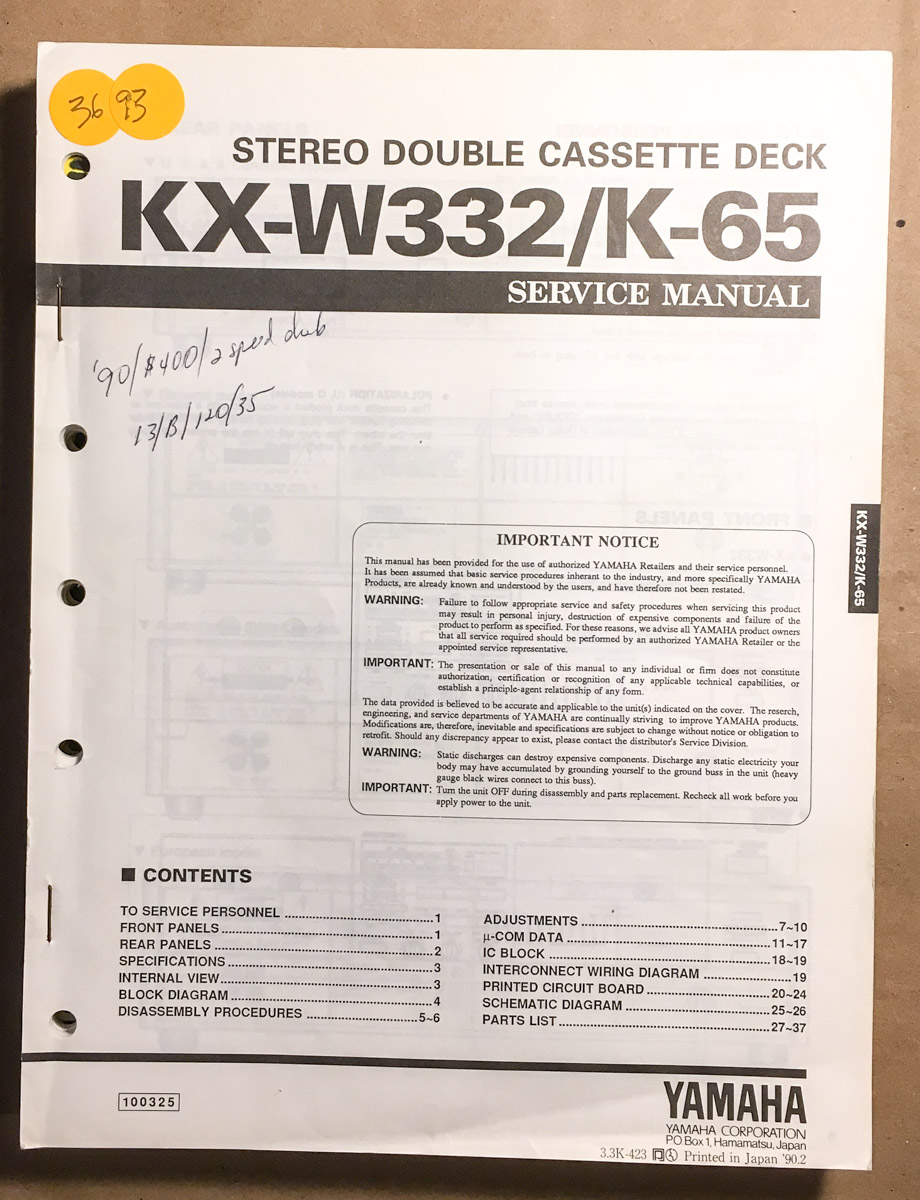 36 93
STEREO DOUBLE CASSETTE DECK
KX-W332/K-65
SERVICE MANUAL
'90/$400/2 speed dub
13/B/120/35
KX-W332/K-65
IMPORTANT NOTICE
This manual has been provided for the use of authorized YAMAHA Retailers and their service personnel.
It has been assumed that basic service procedures inherant to the industry, and more specifically YAMAHA
Products, are already known and understood by the users, and have therefore not been restated.
WARNING: Failure to follow appropriate service and safety procedures when servicing this product
may result in personal injury, destruction of expensive components and failure of the
product to perform as specified. For these reasons, we advise all YAMAHA product owners
that all service required should be performed by an authorized YAMAHA Retailer or the
appointed service representative.
IMPORTANT: The presentation or sale of this manual to any individual or firm does not constitute
authorization, certification or recognition of any applicable technical capabilities, or
establish a principle-agent relationship of any form.
The data provided is believed to be accurate and applicable to the unit(s) indicated on the cover. The reserch,
engineering, and service departments of YAMAHA are continually striving to improve YAMAHA products.
Modifications are, therefore, inevitable and specifications are subject to change without notice or obligation to
retrofit. Should any discrepancy appear to exist, please contact the distributor's Service Division.
WARNING: Static discharges can destroy expensive components. Discharge any static electricity your
body may have accumulated by grounding yourself to the ground buss in the unit (heavy
gauge black wires connect to this buss).
IMPORTANT: Turn the unit OFF during disassembly and parts replacement. Recheck all work before you
apply power to the unit.
■ CONTENTS
TO SERVICE PERSONNEL ..........1
FRONT PANELS ..........1
REAR PANELS ..........2
SPECIFICATIONS ..........3
INTERNAL VIEW ..........3
BLOCK DIAGRAM ..........4
DISASSEMBLY PROCEDURES ..........5~6
ADJUSTMENTS ..........7~10
μ-COM DATA ..........11~17
IC BLOCK ..........18~19
INTERCONNECT WIRING DIAGRAM ..........19
PRINTED CIRCUIT BOARD ..........20~24
SCHEMATIC DIAGRAM ..........25~26
PARTS LIST ..........27~37
100325
YAMAHA
YAMAHA CORPORATION
PO Box 1, Hamamatsu, Japan
3.3K-423 Printed in Japan '90.2